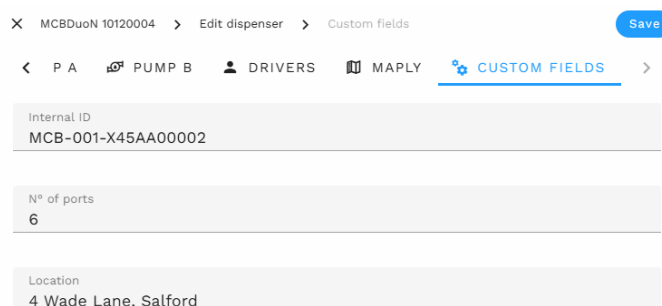 MCBDuoN 10120004 > Edit dispenser > Custom fields Save
P A PUMP B DRIVERS MAPLY CUSTOM FIELDS
Internal ID
MCB-001-X45AA00002
N° of ports
6
Location
4 Wade Lane, Salford